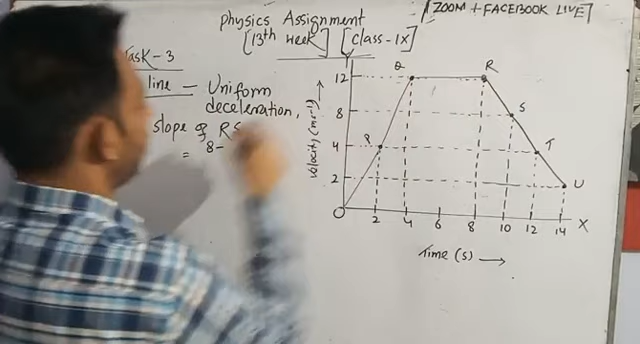 Physics Assignment
[13th week] [Class-IX]
[ZOOM + FACEBOOK LIVE]
Task-3
line – Uniform
deceleration,
slope of RS
= 8-
Y
12
8
4
2
O
2 4 6 8 10 12 14
X
Q R
S
P T
U
velocity (ms⁻¹) →
Time (s) →